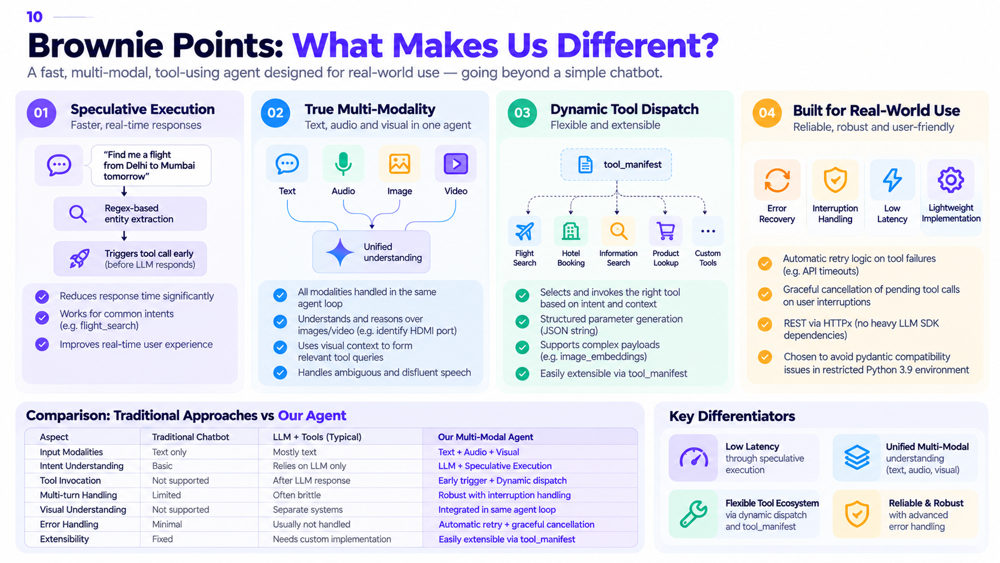 10
Brownie Points: What Makes Us Different?
A fast, multi-modal, tool-using agent designed for real-world use — going beyond a simple chatbot.
01
Speculative Execution
Faster, real-time responses
“Find me a flight
from Delhi to Mumbai
tomorrow”
Regex-based
entity extraction
Triggers tool call early
(before LLM responds)
Reduces response time significantly
Works for common intents
(e.g. flight_search)
Improves real-time user experience
02
True Multi-Modality
Text, audio and visual in one agent
Text Audio Image Video
Unified
understanding
All modalities handled in the same
agent loop
Understands and reasons over
images/video (e.g. identify HDMI port)
Uses visual context to form
relevant tool queries
Handles ambiguous and disfluent speech
03
Dynamic Tool Dispatch
Flexible and extensible
tool_manifest
Flight
Search
Hotel
Booking
Information
Search
Product
Lookup
Custom
Tools
Selects and invokes the right tool
based on intent and context
Structured parameter generation
(JSON string)
Supports complex payloads
(e.g. image_embeddings)
Easily extensible via tool_manifest
04
Built for Real-World Use
Reliable, robust and user-friendly
Error
Recovery
Interruption
Handling
Low
Latency
Lightweight
Implementation
Automatic retry logic on tool failures
(e.g. API timeouts)
Graceful cancellation of pending tool calls
on user interruptions
REST via HTTPx (no heavy LLM SDK
dependencies)
Chosen to avoid pydantic compatibility
issues in restricted Python 3.9 environment
Comparison: Traditional Approaches vs Our Agent
Aspect Traditional Chatbot LLM + Tools (Typical) Our Multi-Modal Agent
Input Modalities Text only Mostly text Text + Audio + Visual
Intent Understanding Basic Relies on LLM only LLM + Speculative Execution
Tool Invocation Not supported After LLM response Early trigger + Dynamic dispatch
Multi-turn Handling Limited Often brittle Robust with interruption handling
Visual Understanding Not supported Separate systems Integrated in same agent loop
Error Handling Minimal Usually not handled Automatic retry + graceful cancellation
Extensibility Fixed Needs custom implementation Easily extensible via tool_manifest
Key Differentiators
Low Latency
through speculative
execution
Unified Multi-Modal
understanding
(text, audio, visual)
Flexible Tool Ecosystem
via dynamic dispatch
and tool_manifest
Reliable & Robust
with advanced
error handling